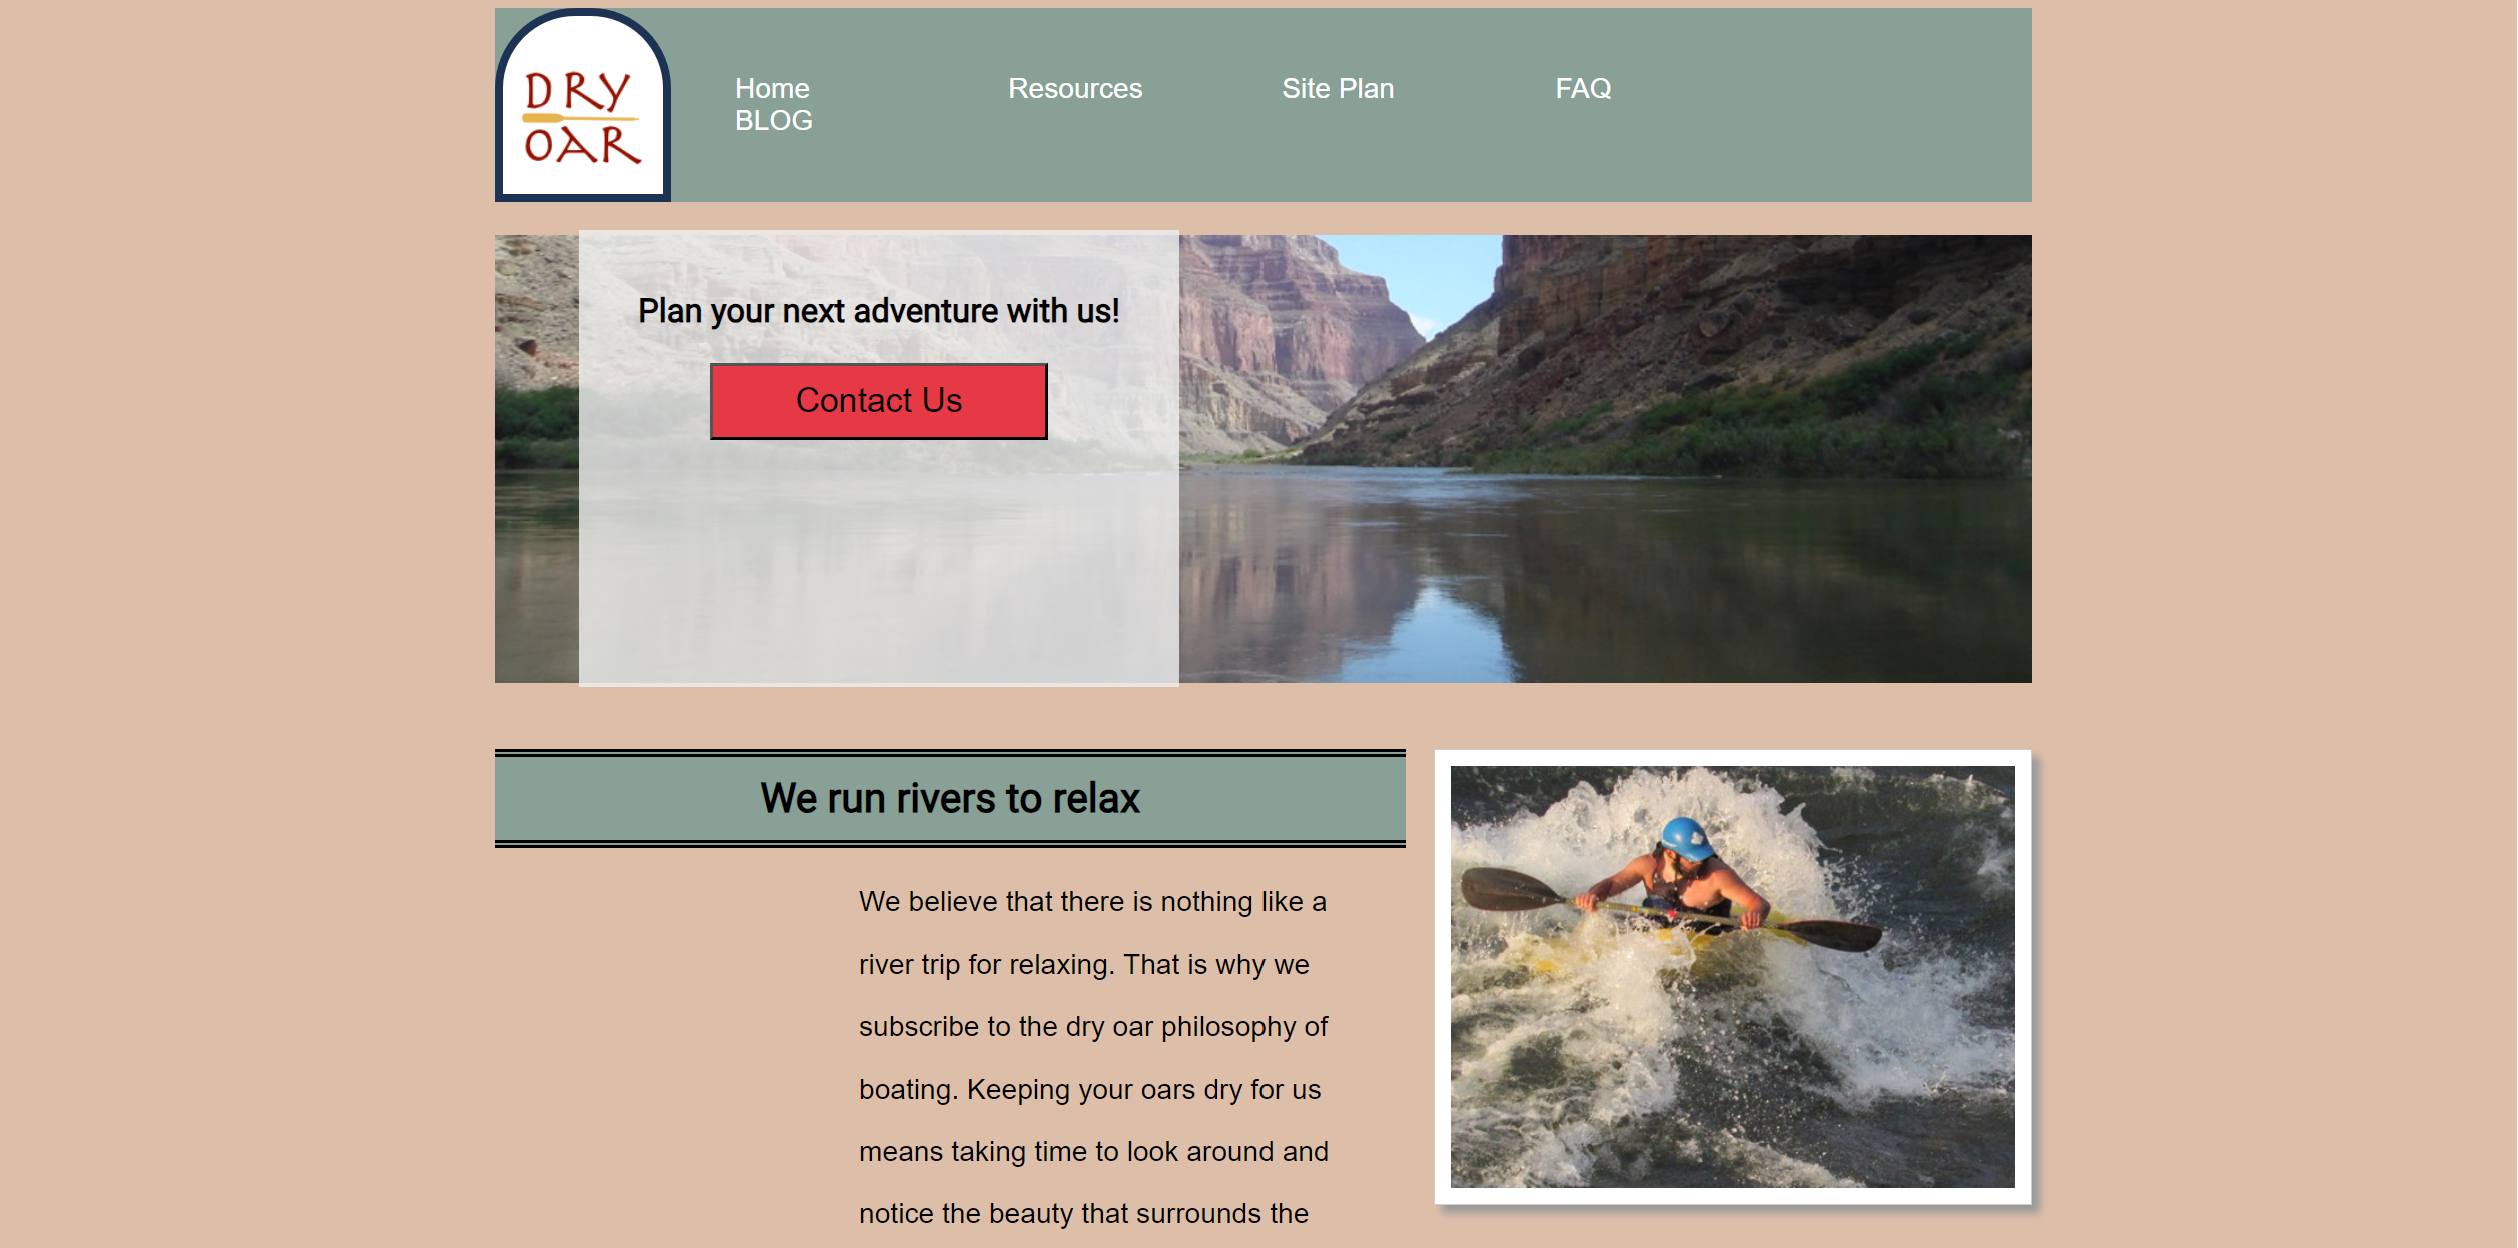 DRY
OAR
Home Resources Site Plan FAQ
BLOG
Plan your next adventure with us!
Contact Us
We run rivers to relax
We believe that there is nothing like a
river trip for relaxing. That is why we
subscribe to the dry oar philosophy of
boating. Keeping your oars dry for us
means taking time to look around and
notice the beauty that surrounds the